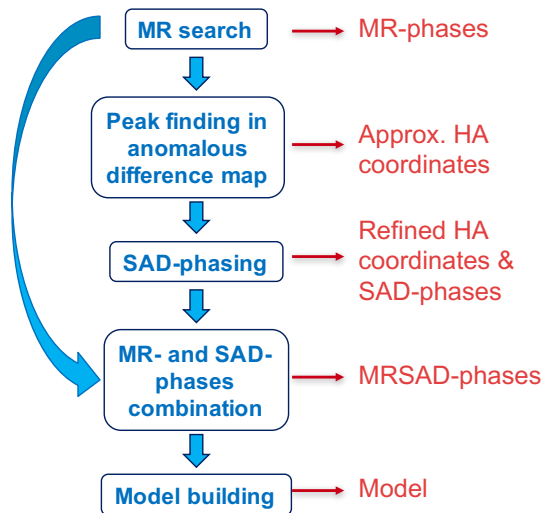 MR search
MR-phases
Peak finding in
anomalous
difference map
Approx. HA
coordinates
SAD-phasing
Refined HA
coordinates &
SAD-phases
MR- and SAD-
phases
combination
MRSAD-phases
Model building
Model